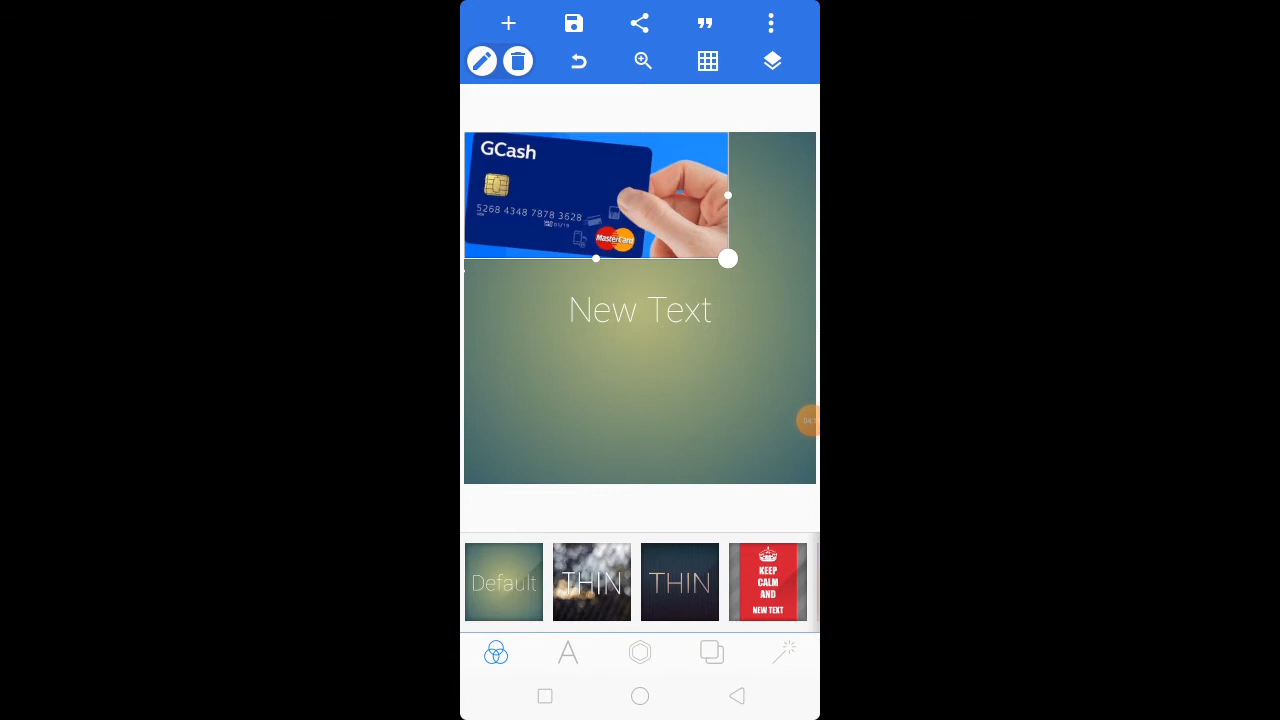 GCash
5268 4348 7878 3628
MasterCard
New Text
Default
THIN
THIN
KEEP
CALM
AND
NEW TEXT